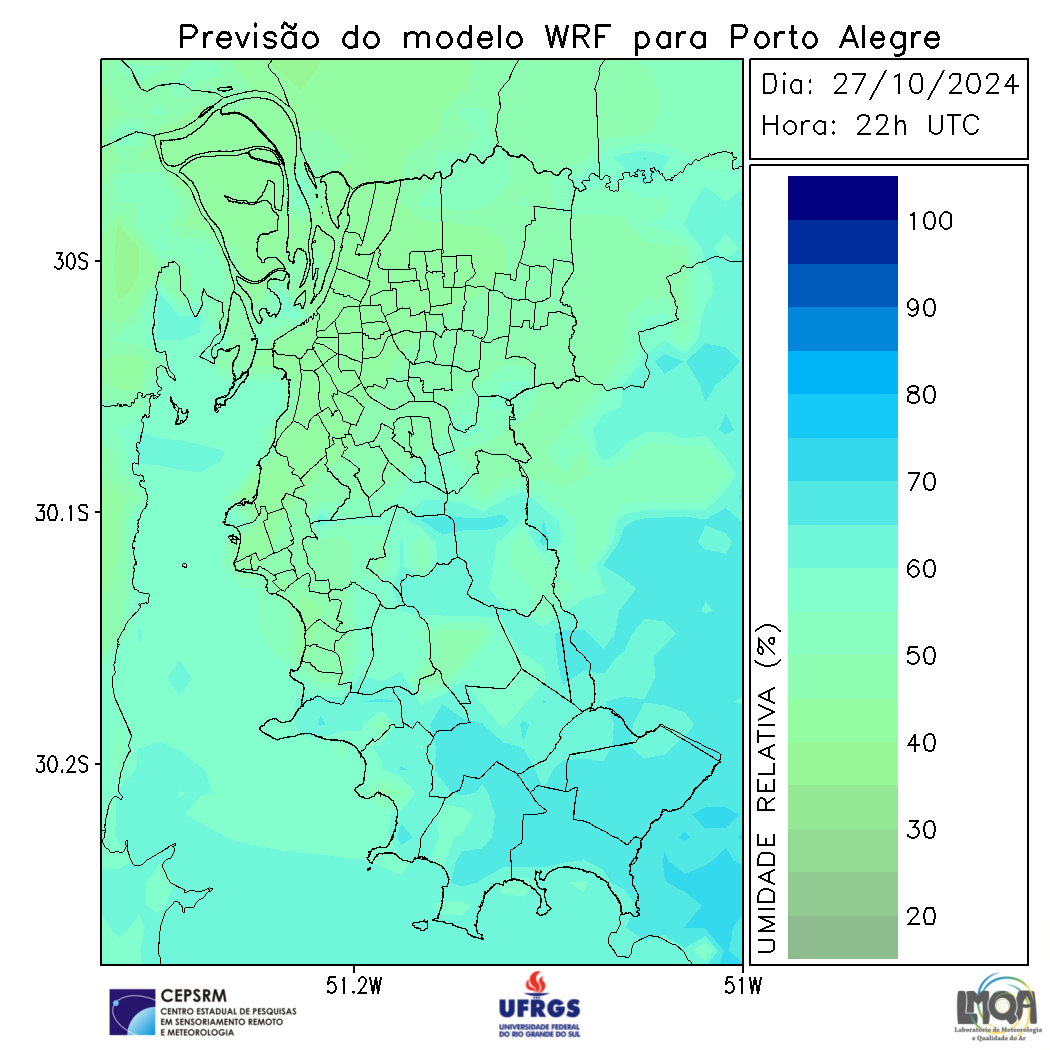 Previsão do modelo WRF para Porto Alegre
Dia: 27/10/2024
Hora: 22h UTC
100
90
80
70
60
50
40
30
20
UMIDADE RELATIVA (%)
30S
30.1S
30.2S
51.2W
51W
CEPSRM
CENTRO ESTADUAL DE PESQUISAS
EM SENSORIAMENTO REMOTO
E METEOROLOGIA
UFRGS
UNIVERSIDADE FEDERAL
DO RIO GRANDE DO SUL
LMQA
Laboratório de Meteorologia
e Qualidade do Ar